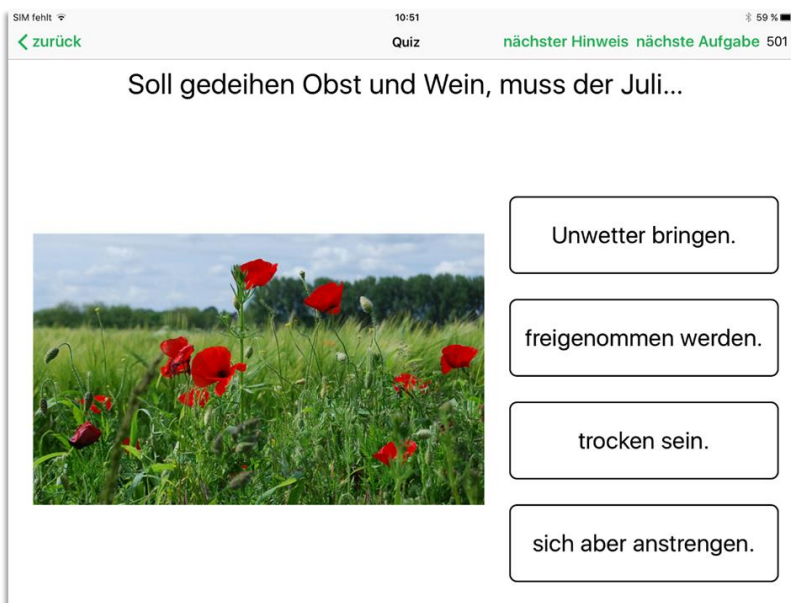 SIM fehlt 10:51 59 %
zurück Quiz nächster Hinweis nächste Aufgabe 501
Soll gedeihen Obst und Wein, muss der Juli...
Unwetter bringen.
freigenommen werden.
trocken sein.
sich aber anstrengen.